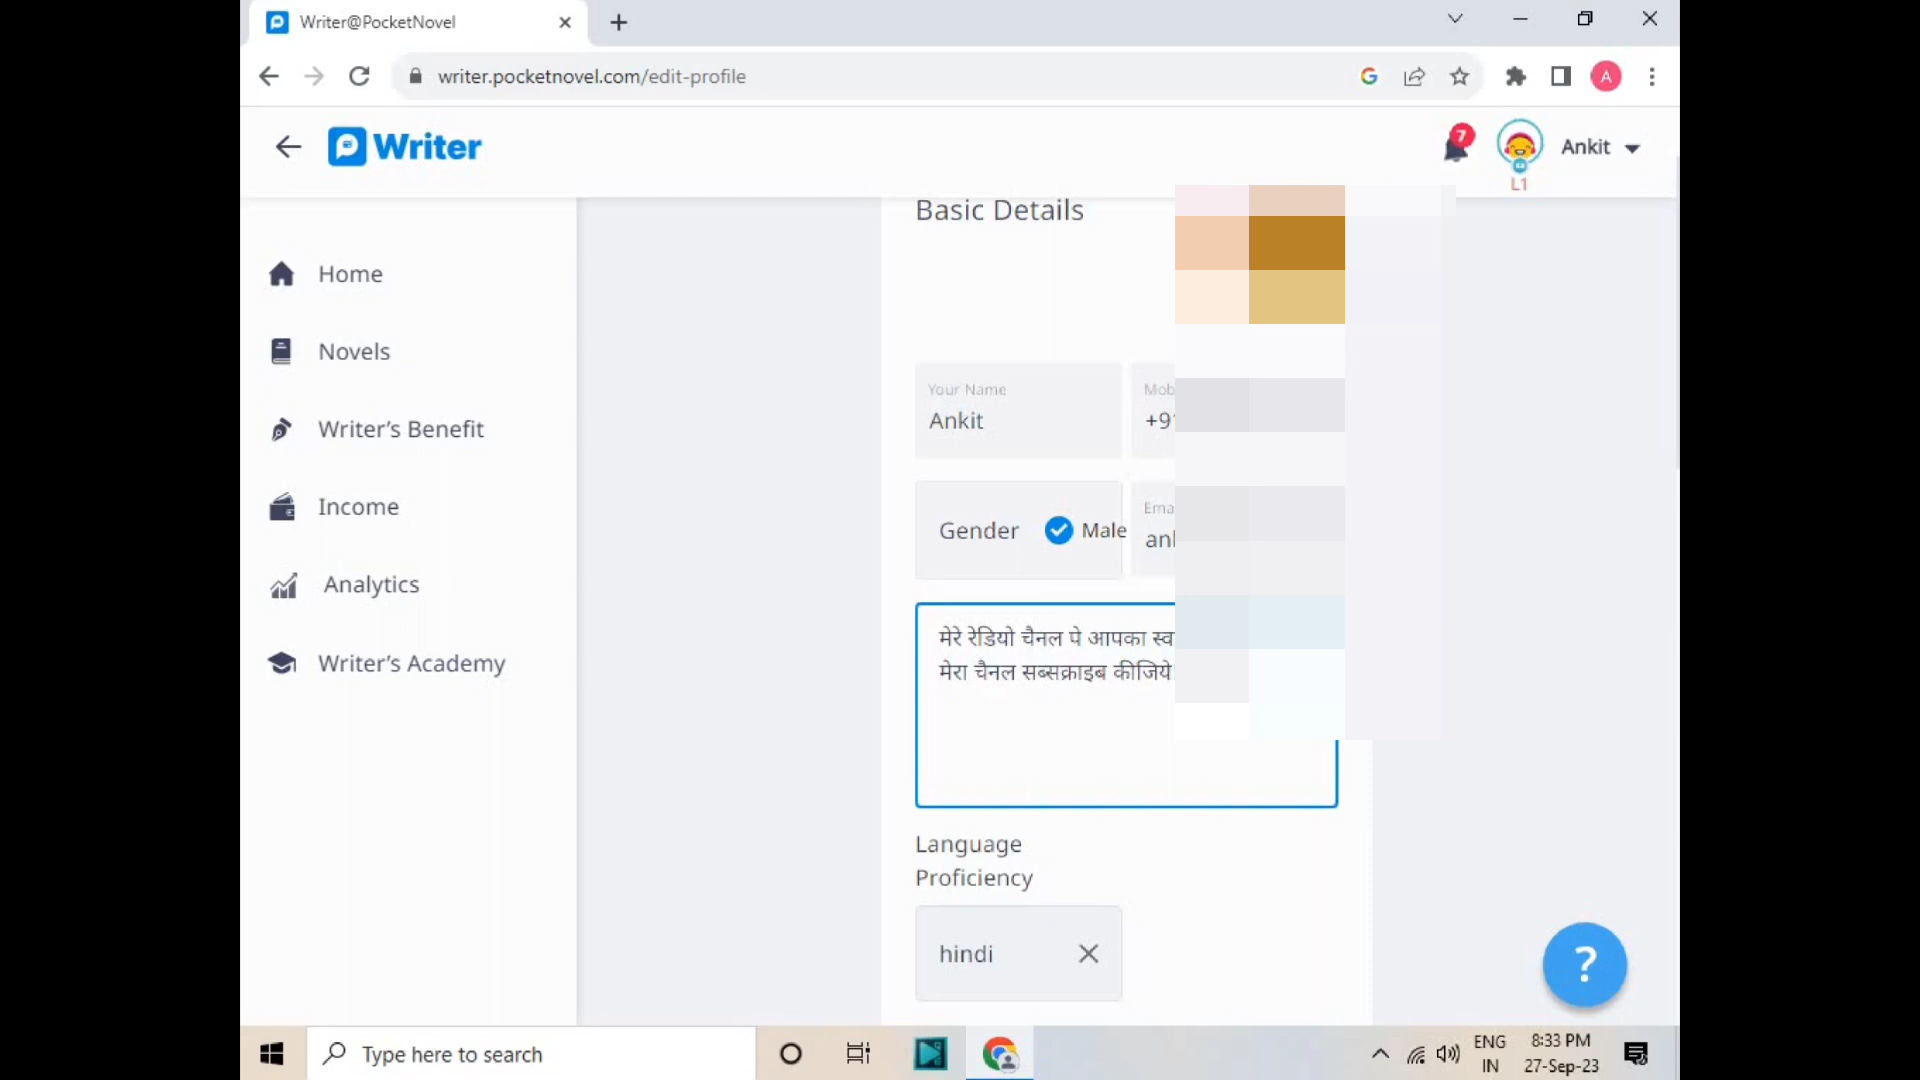 Writer@PocketNovel
writer.pocketnovel.com/edit-profile
Writer
7
Ankit
L1
Home
Novels
Writer's Benefit
Income
Analytics
Writer's Academy
Basic Details
Your Name
Ankit
+91
Gender
Male
मेरे रेडियो चैनल पे आपका
मेरा चैनल सब्सक्राइब कीजिये
Language
Proficiency
hindi
?
Type here to search
ENG
IN
8:33 PM
27-Sep-23